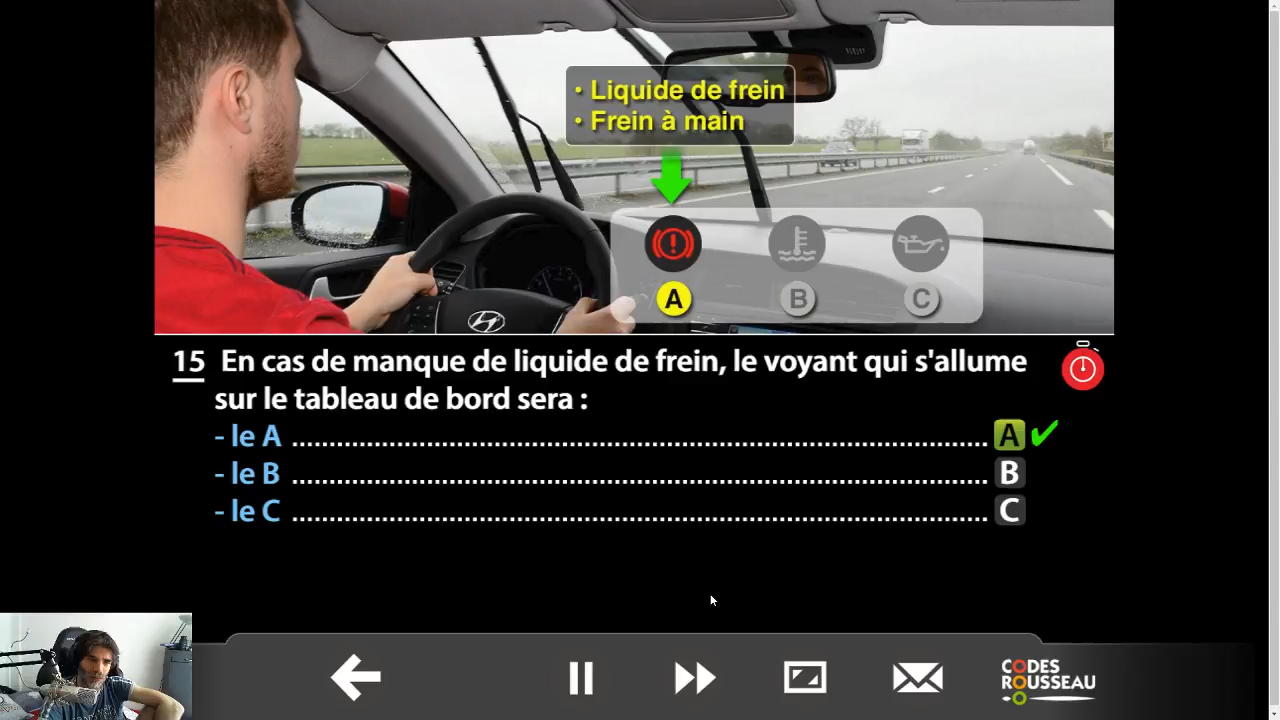 • Liquide de frein
• Frein à main
A
B
C
15 En cas de manque de liquide de frein, le voyant qui s'allume
sur le tableau de bord sera :
- le A ........................................................................................ A
- le B ........................................................................................ B
- le C ........................................................................................ C
CODES
ROUSSEAU